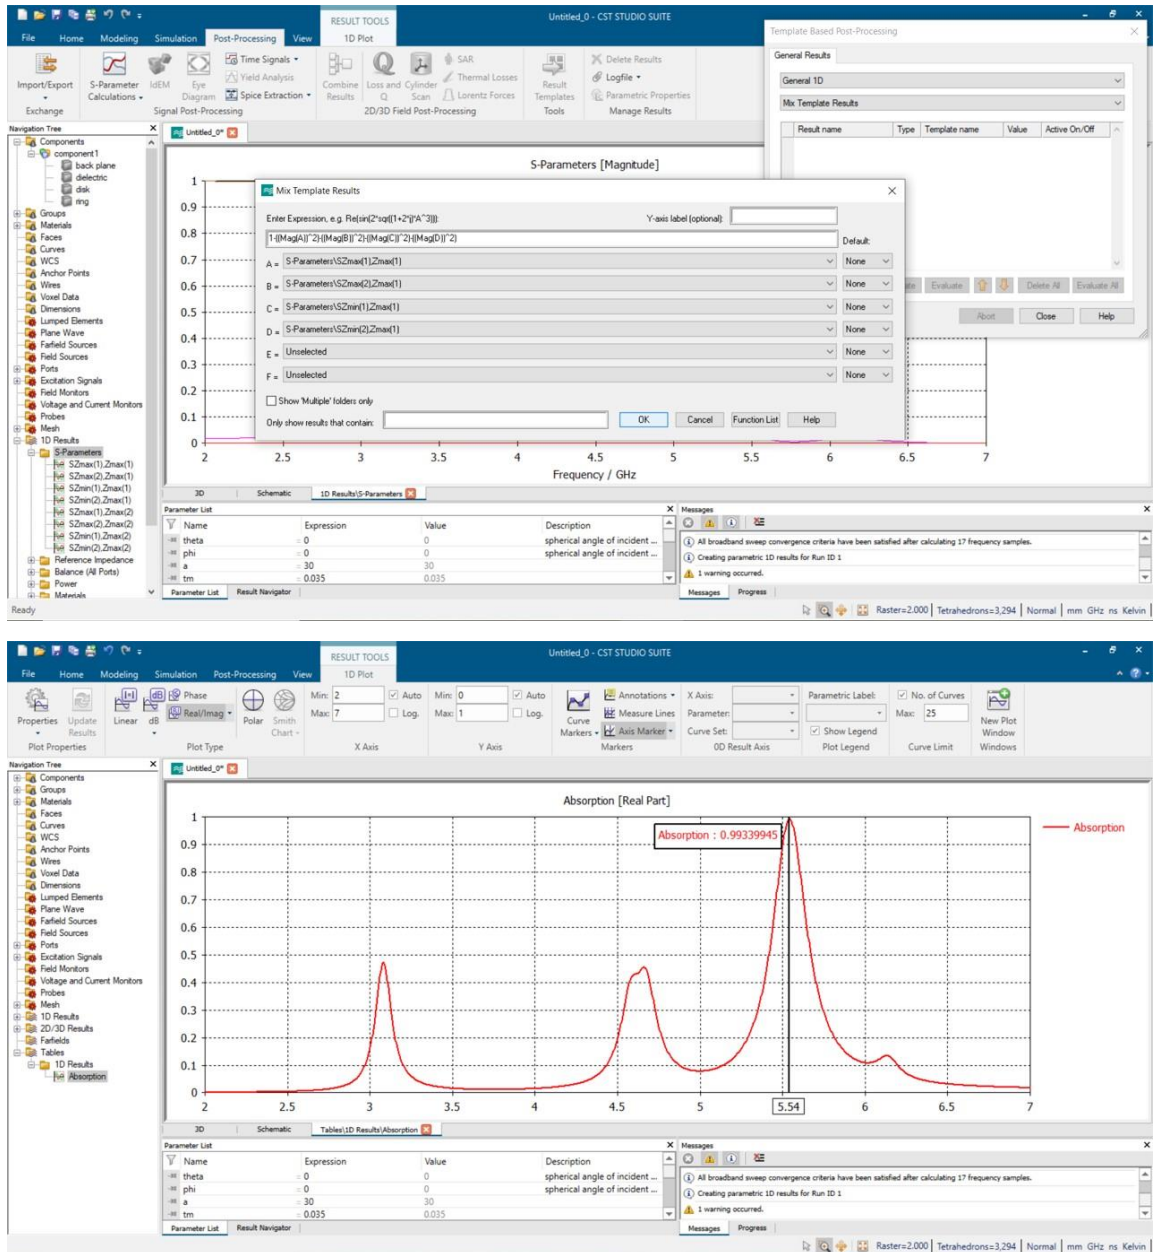 RESULT TOOLS
Untitled_0 - CST STUDIO SUITE
File Home Modeling Simulation Post-Processing View 1D Plot
Import/Export
Exchange
S-Parameter Calculations
IdEM
Eye Diagram
Time Signals
Yield Analysis
Spice Extraction
Signal Post-Processing
Combine Results
Loss and Q
Cylinder Scan
SAR
Thermal Losses
Lorentz Forces
2D/3D Field Post-Processing
Result Templates
Tools
Delete Results
Logfile
Parametric Properties
Manage Results
Template Based Post-Processing
General Results
General 1D
Mix Template Results
Result name Type Template name Value Active On/Off
Evaluate Delete All Evaluate All
Abort Close Help
Navigation Tree
Components
component1
back plane
dielectric
disk
ring
Groups
Materials
Faces
Curves
WCS
Anchor Points
Wires
Voxel Data
Dimensions
Lumped Elements
Plane Wave
Farfield Sources
Field Sources
Ports
Excitation Signals
Field Monitors
Voltage and Current Monitors
Probes
Mesh
1D Results
S-Parameters
SZmax(1),Zmax(1)
SZmax(2),Zmax(1)
SZmin(1),Zmax(1)
SZmin(2),Zmax(1)
SZmax(1),Zmax(2)
SZmax(2),Zmax(2)
SZmin(1),Zmax(2)
SZmin(2),Zmax(2)
Reference Impedance
Balance (All Ports)
Power
Materials
Untitled_0*
S-Parameters [Magnitude]
1
0.9
0.8
0.7
0.6
0.5
0.4
0.3
0.2
0.1
0
2 2.5 3 3.5 4 4.5 5 5.5 6 6.5 7
Frequency / GHz
Mix Template Results
Enter Expression, e.g. Re(sin(2*sqr((1+2*j)*A^3))):
Y-axis label (optional):
1-((Mag(A))^2)-((Mag(B))^2)-((Mag(C))^2)-((Mag(D))^2)
Default:
A = S-Parameters\SZmax(1),Zmax(1) None
B = S-Parameters\SZmax(2),Zmax(1) None
C = S-Parameters\SZmin(1),Zmax(1) None
D = S-Parameters\SZmin(2),Zmax(1) None
E = Unselected None
F = Unselected None
Show 'Multiple' folders only
Only show results that contain:
OK Cancel Function List Help
3D Schematic 1D Results\S-Parameters
Parameter List
Name Expression Value Description
theta = 0 0 spherical angle of incident ...
phi = 0 0 spherical angle of incident ...
a = 30 30
tm = 0.035 0.035
Parameter List Result Navigator
Messages
All broadband sweep convergence criteria have been satisfied after calculating 17 frequency samples.
Creating parametric 1D results for Run ID 1
1 warning occurred.
Messages Progress
Ready
Raster=2.000 Tetrahedrons=3,294 Normal mm GHz ns Kelvin
RESULT TOOLS
Untitled_0 - CST STUDIO SUITE
File Home Modeling Simulation Post-Processing View 1D Plot
Properties
Update Results
Plot Properties
Linear
dB
Phase
Real/Imag
Polar
Smith Chart
Plot Type
Min: 2 Auto
Max: 7 Log.
X Axis
Min: 0 Auto
Max: 1 Log.
Y Axis
Curve Markers
Annotations
Measure Lines
Axis Marker
Markers
X Axis:
Parameter:
Curve Set:
0D Result Axis
Parametric Label:
Show Legend
Plot Legend
No. of Curves
Max: 25
Curve Limit
New Plot Window
Windows
Navigation Tree
Components
Groups
Materials
Faces
Curves
WCS
Anchor Points
Wires
Voxel Data
Dimensions
Lumped Elements
Plane Wave
Farfield Sources
Field Sources
Ports
Excitation Signals
Field Monitors
Voltage and Current Monitors
Probes
Mesh
1D Results
2D/3D Results
Farfields
Tables
1D Results
Absorption
Untitled_0*
Absorption [Real Part]
1
0.9
0.8
0.7
0.6
0.5
0.4
0.3
0.2
0.1
0
Absorption : 0.99339945
Absorption
2 2.5 3 3.5 4 4.5 5 5.54 6 6.5 7
3D Schematic Tables\1D Results\Absorption
Parameter List
Name Expression Value Description
theta = 0 0 spherical angle of incident ...
phi = 0 0 spherical angle of incident ...
a = 30 30
tm = 0.035 0.035
Parameter List Result Navigator
Messages
All broadband sweep convergence criteria have been satisfied after calculating 17 frequency samples.
Creating parametric 1D results for Run ID 1
1 warning occurred.
Messages Progress
Raster=2.000 Tetrahedrons=3,294 Normal mm GHz ns Kelvin